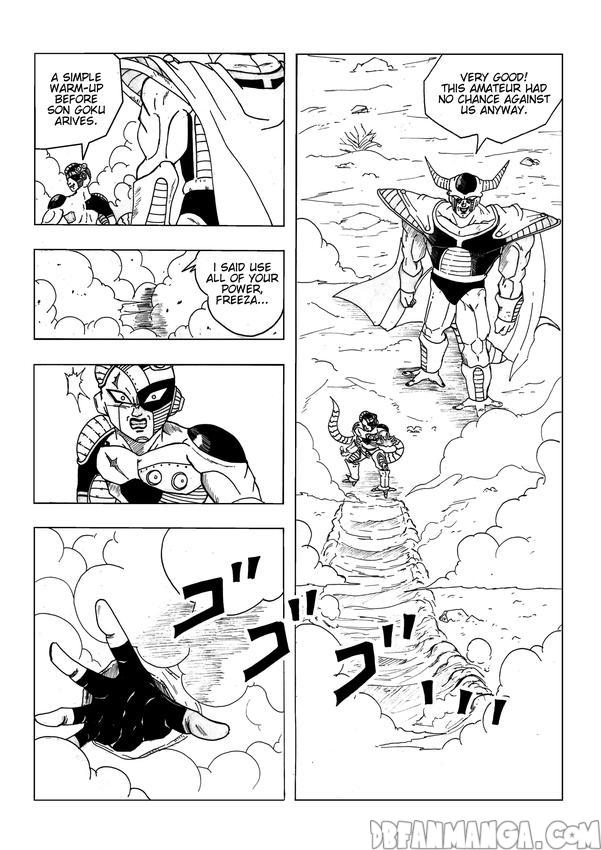 VERY GOOD!
THIS AMATEUR HAD
NO CHANCE AGAINST
US ANYWAY.
A SIMPLE
WARM-UP
BEFORE
SON GOKU
ARIVES.
I SAID USE
ALL OF YOUR
POWER,
FREEZA...
ゴ
ゴ
ゴ
DBFANMANGA.COM